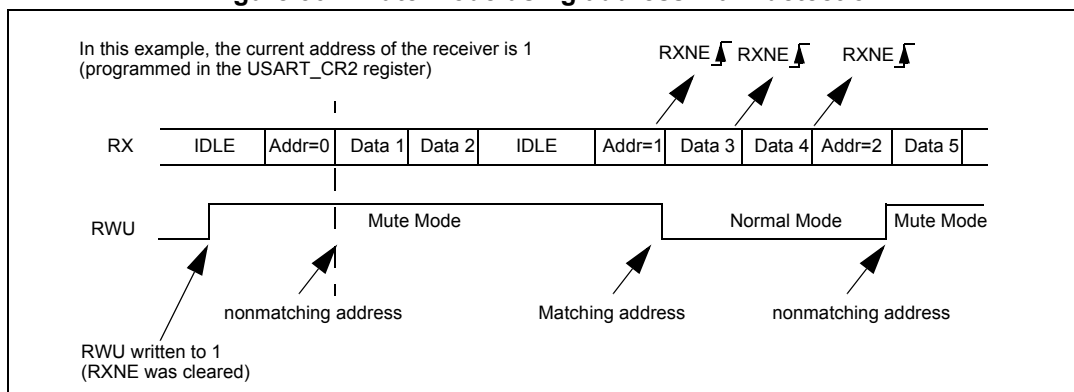 In this example, the current address of the receiver is 1
(programmed in the USART_CR2 register)
RXNE RXNE RXNE
RX IDLE Addr=0 Data 1 Data 2 IDLE Addr=1 Data 3 Data 4 Addr=2 Data 5
RWU Mute Mode Normal Mode Mute Mode
nonmatching address Matching address nonmatching address
RWU written to 1
(RXNE was cleared)